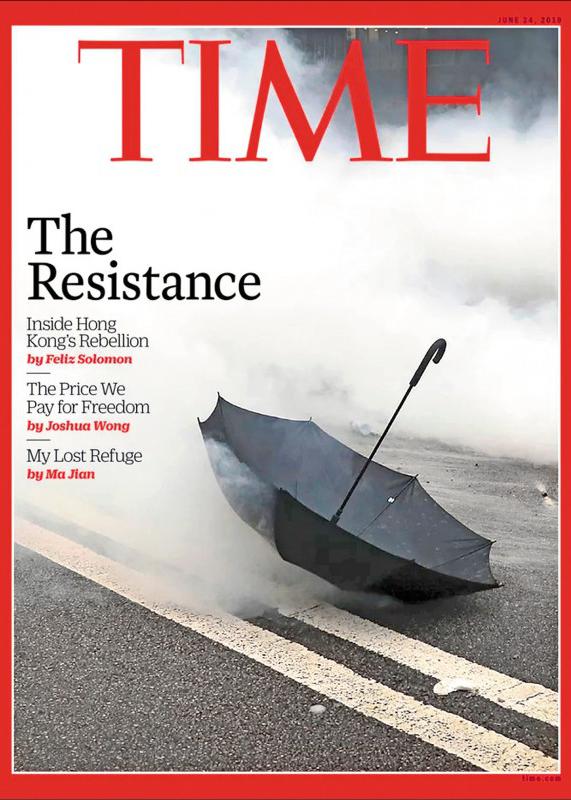 JUNE 24, 2019
TIME
The
Resistance
Inside Hong
Kong's Rebellion
by Feliz Solomon
The Price We
Pay for Freedom
by Joshua Wong
My Lost Refuge
by Ma Jian
time.com